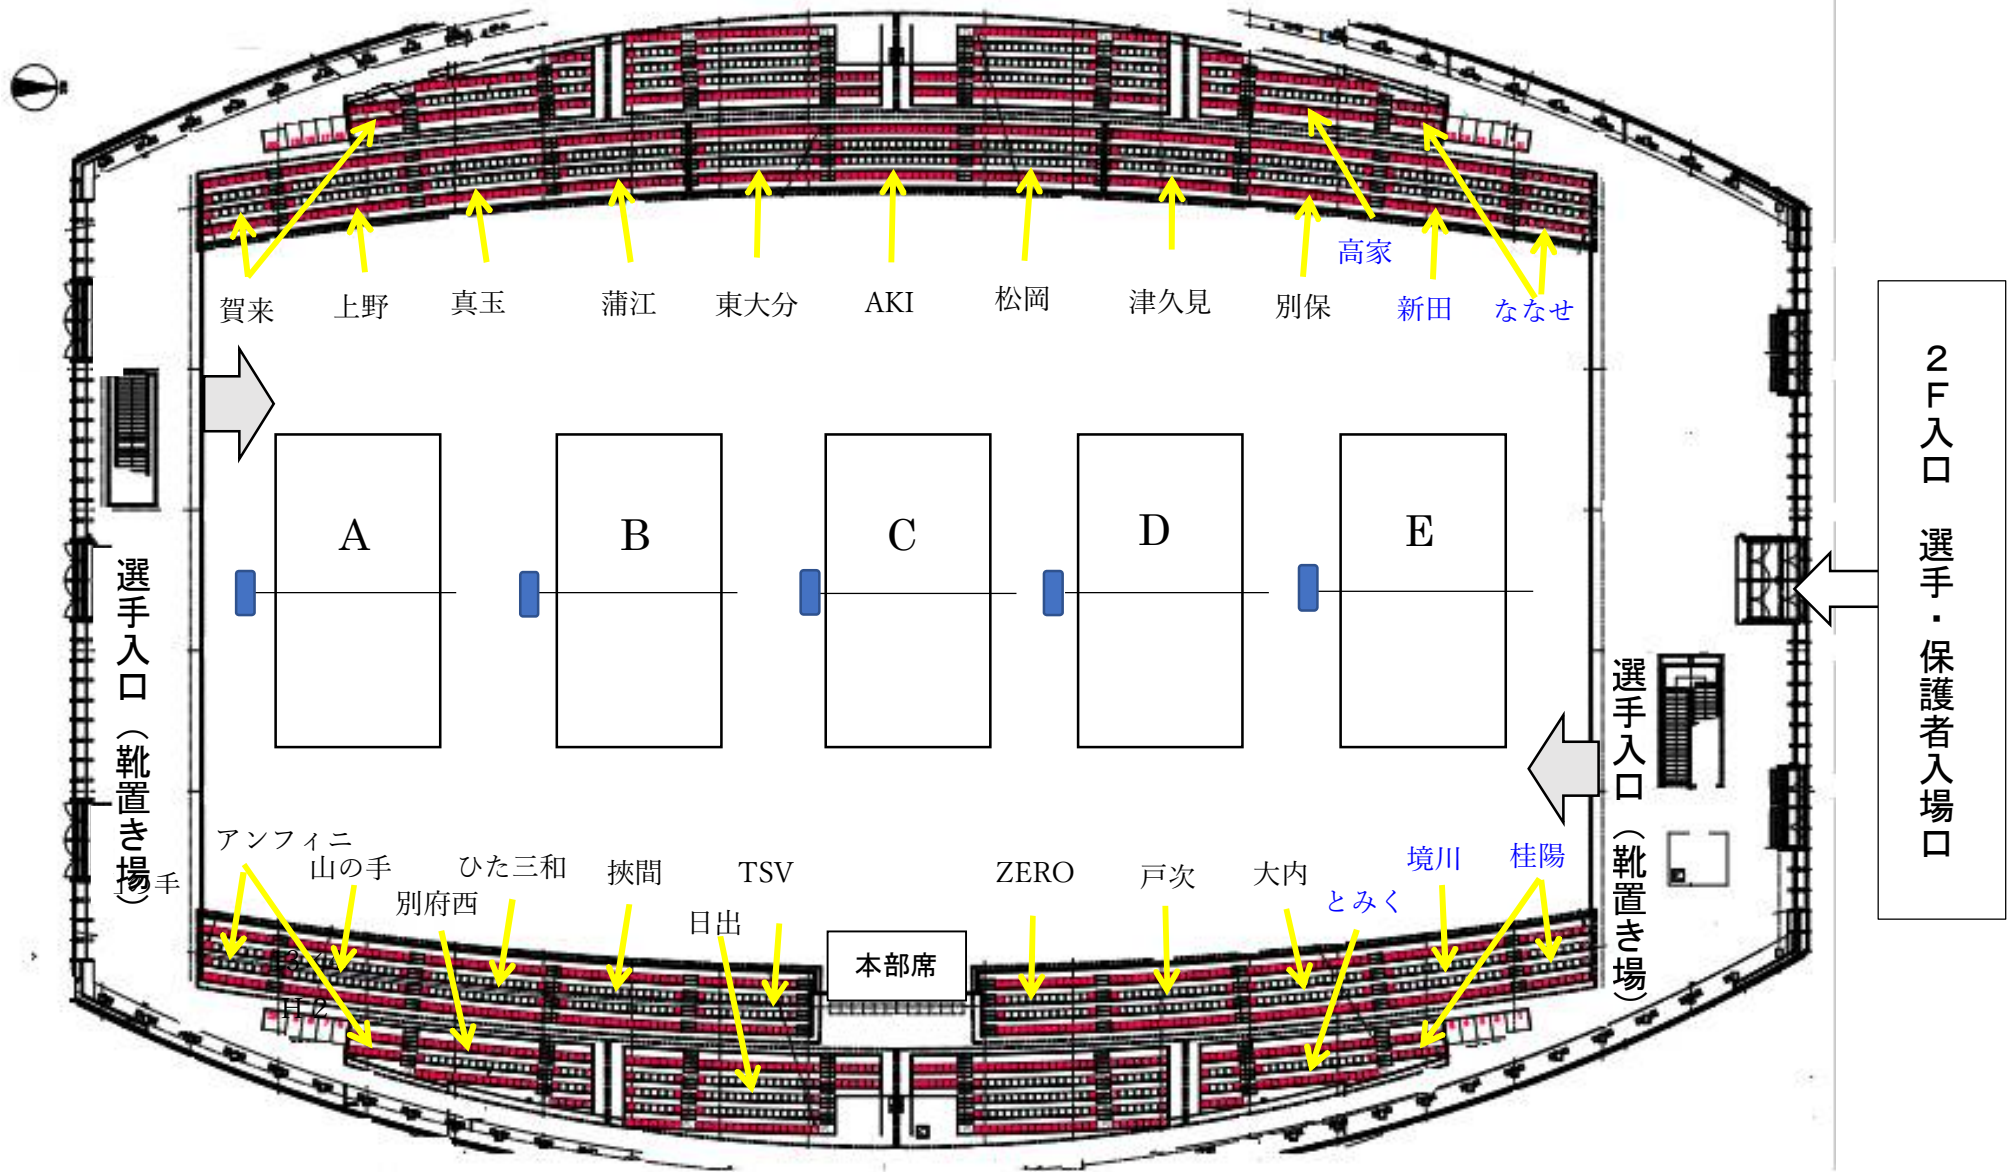 高家
賀来
上野
真玉
蒲江
東大分
AKI
松岡
津久見
別保
新田
ななせ
2F入口　選手・保護者入場口
A
B
C
D
E
選手入口（靴置き場）
選手入口（靴置き場）
アンフィニ
山の手
ひた三和
挾間
TSV
ZERO
戸次
大内
境川
桂陽
の手
別府西
日出
とみく
本部席
H2